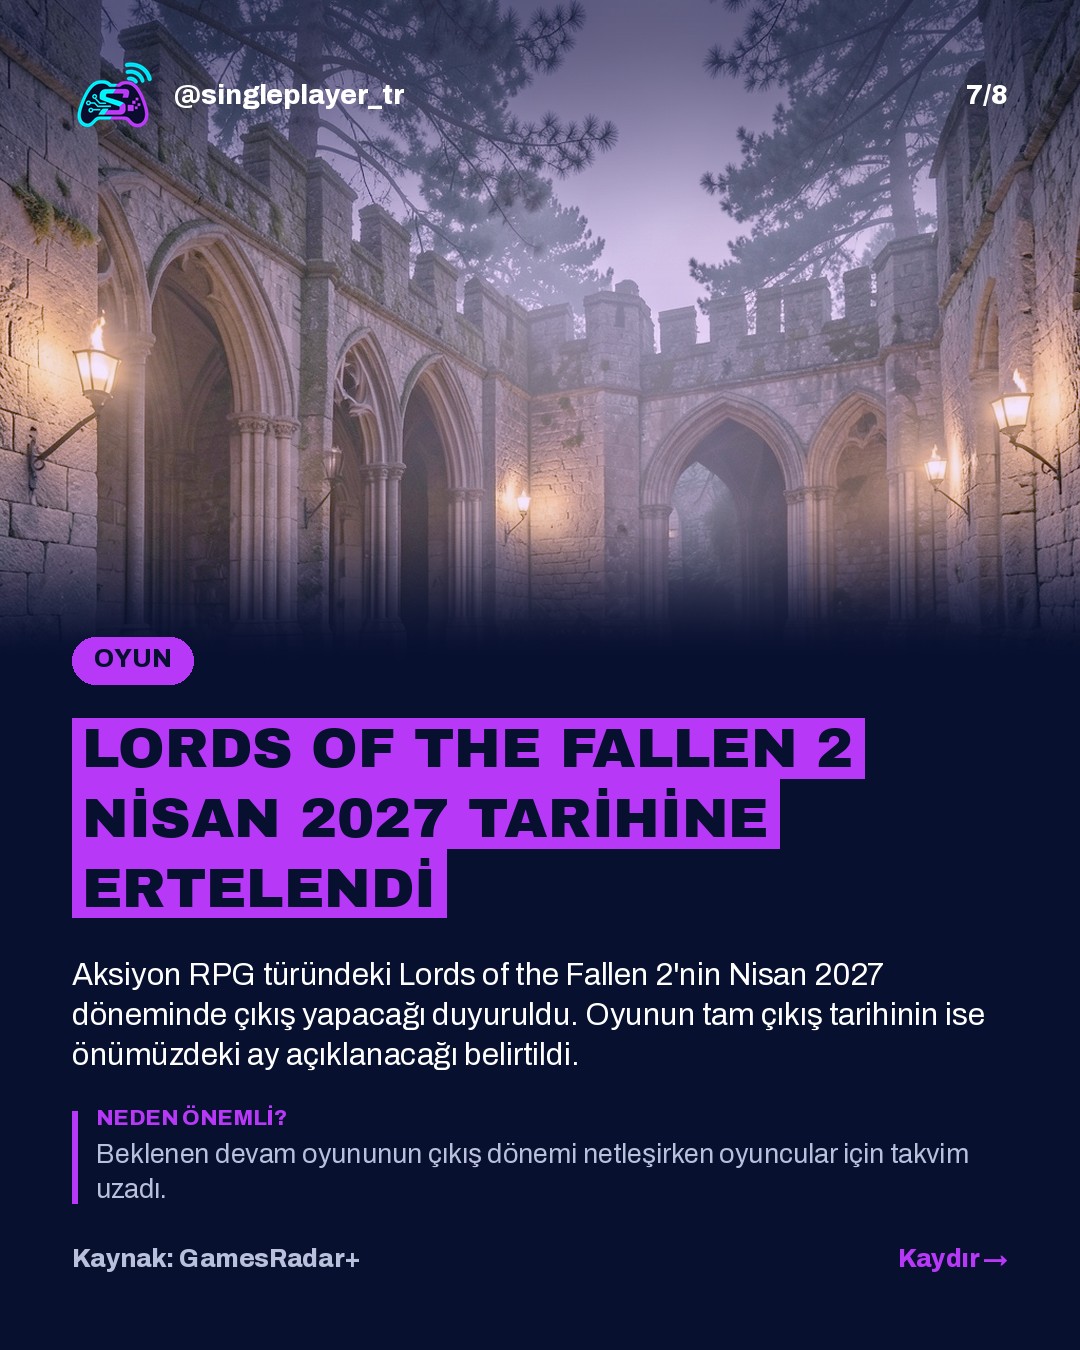 @singleplayer_tr
7/8
OYUN
LORDS OF THE FALLEN 2
NİSAN 2027 TARİHİNE
ERTELENDİ
Aksiyon RPG türündeki Lords of the Fallen 2'nin Nisan 2027
döneminde çıkış yapacağı duyuruldu. Oyunun tam çıkış tarihinin ise
önümüzdeki ay açıklanacağı belirtildi.
NEDEN ÖNEMLİ?
Beklenen devam oyununun çıkış dönemi netleşirken oyuncular için takvim
uzadı.
Kaynak: GamesRadar+
Kaydır→